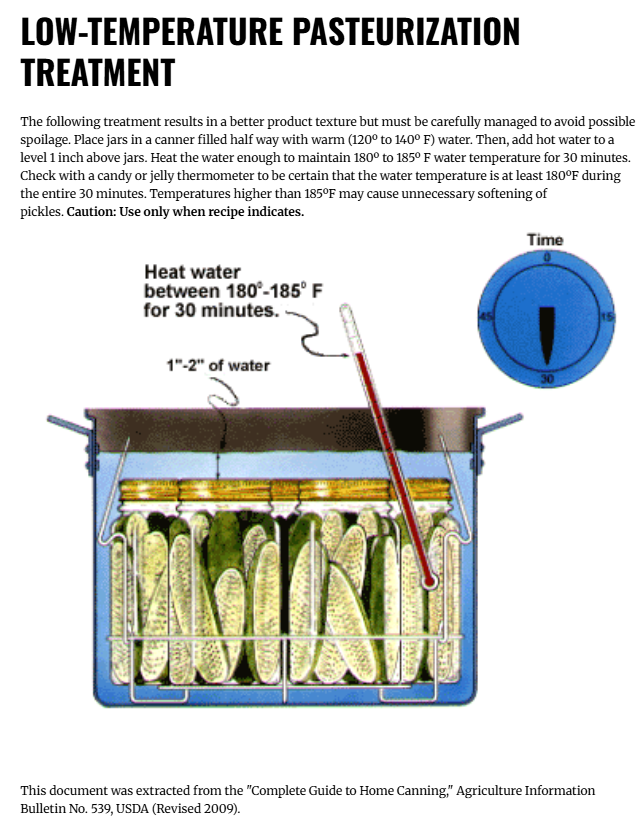 LOW-TEMPERATURE PASTEURIZATION
TREATMENT
The following treatment results in a better product texture but must be carefully managed to avoid possible
spoilage. Place jars in a canner filled half way with warm (120º to 140º F) water. Then, add hot water to a
level 1 inch above jars. Heat the water enough to maintain 180º to 185º F water temperature for 30 minutes.
Check with a candy or jelly thermometer to be certain that the water temperature is at least 180ºF during
the entire 30 minutes. Temperatures higher than 185ºF may cause unnecessary softening of
pickles. Caution: Use only when recipe indicates.
Time
0
15
30
45
Heat water
between 180°-185° F
for 30 minutes.
1"-2" of water
This document was extracted from the "Complete Guide to Home Canning," Agriculture Information
Bulletin No. 539, USDA (Revised 2009).